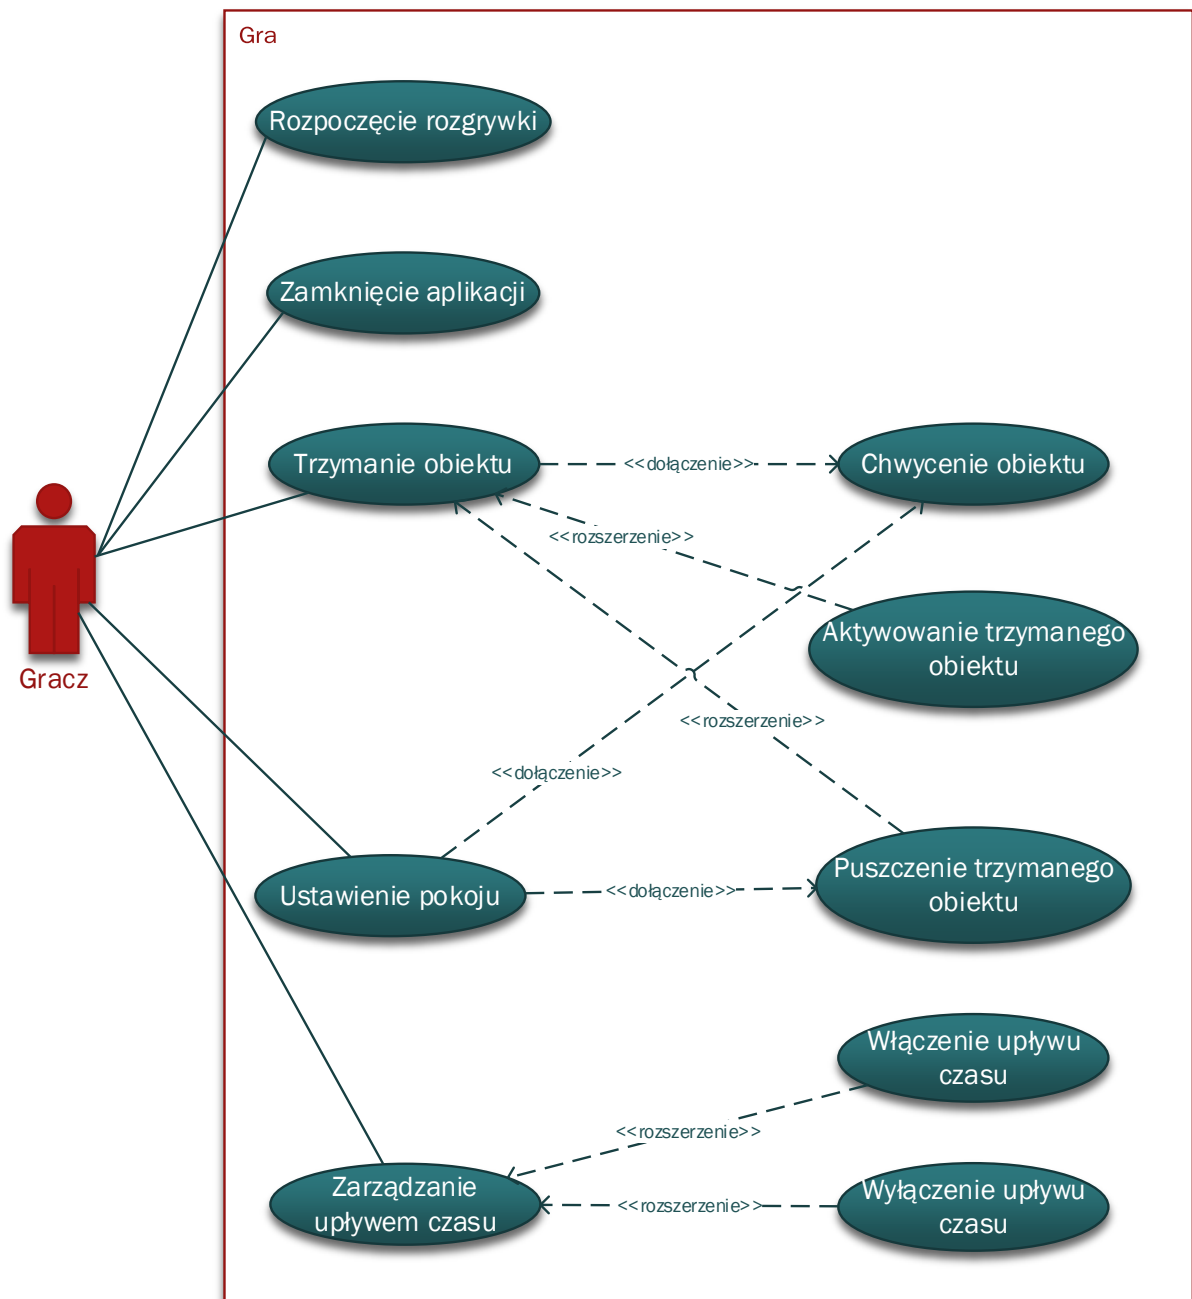 Gra
Rozpoczęcie rozgrywki
Zamknięcie aplikacji
Trzymanie obiektu
<<dołączenie>>
Chwycenie obiektu
<<rozszerzenie>>
Aktywowanie trzymanego
obiektu
Gracz
<<rozszerzenie>>
<<dołączenie>>
Ustawienie pokoju
<<dołączenie>>
Puszczenie trzymanego
obiektu
Włączenie upływu
czasu
<<rozszerzenie>>
Zarządzanie
upływem czasu
<<rozszerzenie>>
Wyłączenie upływu
czasu